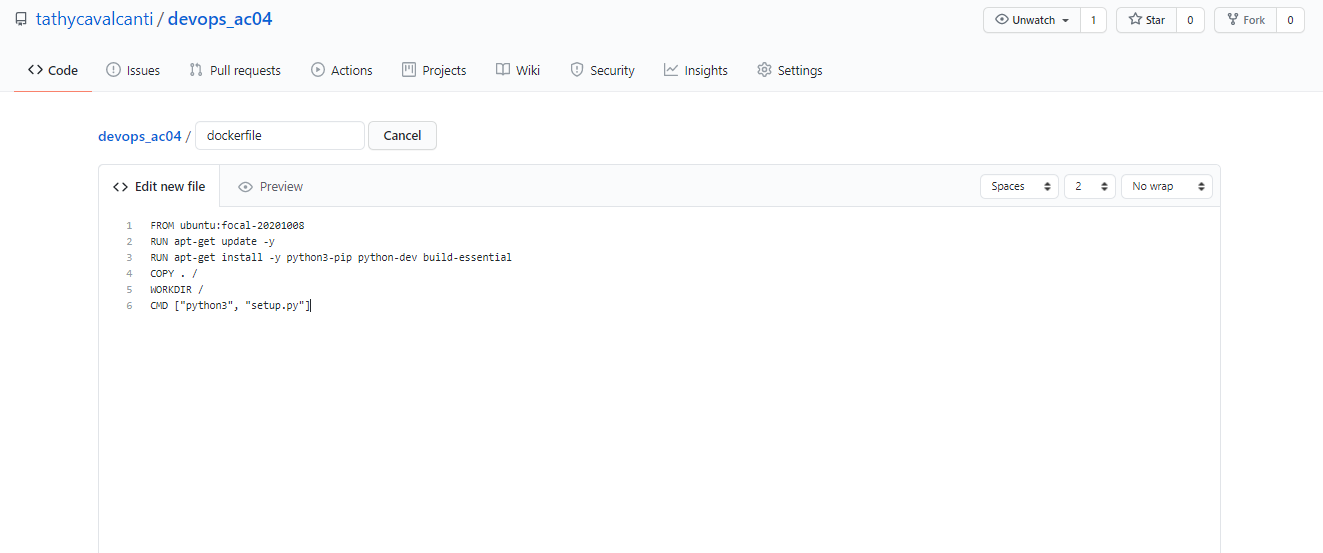 tathycavalcanti / devops_ac04
Unwatch 1 Star 0 Fork 0
Code Issues Pull requests Actions Projects Wiki Security Insights Settings
devops_ac04 / dockerfile Cancel
Edit new file Preview Spaces 2 No wrap
1 FROM ubuntu:focal-20201008
2 RUN apt-get update -y
3 RUN apt-get install -y python3-pip python-dev build-essential
4 COPY . /
5 WORKDIR /
6 CMD ["python3", "setup.py"]